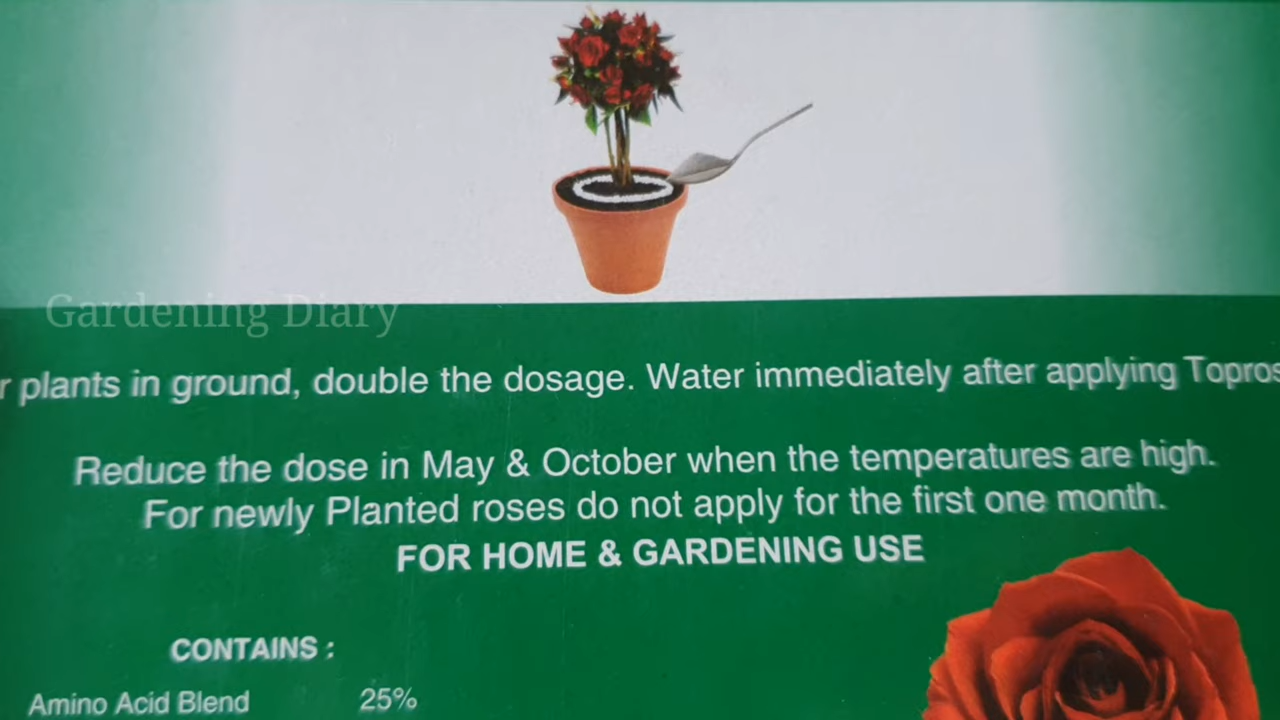 Gardening Diary
plants in ground, double the dosage. Water immediately after applying
Reduce the dose in May & October when the temperatures are high.
For newly Planted roses do not apply for the first one month.
FOR HOME & GARDENING USE
CONTAINS :
Amino Acid Blend 25%